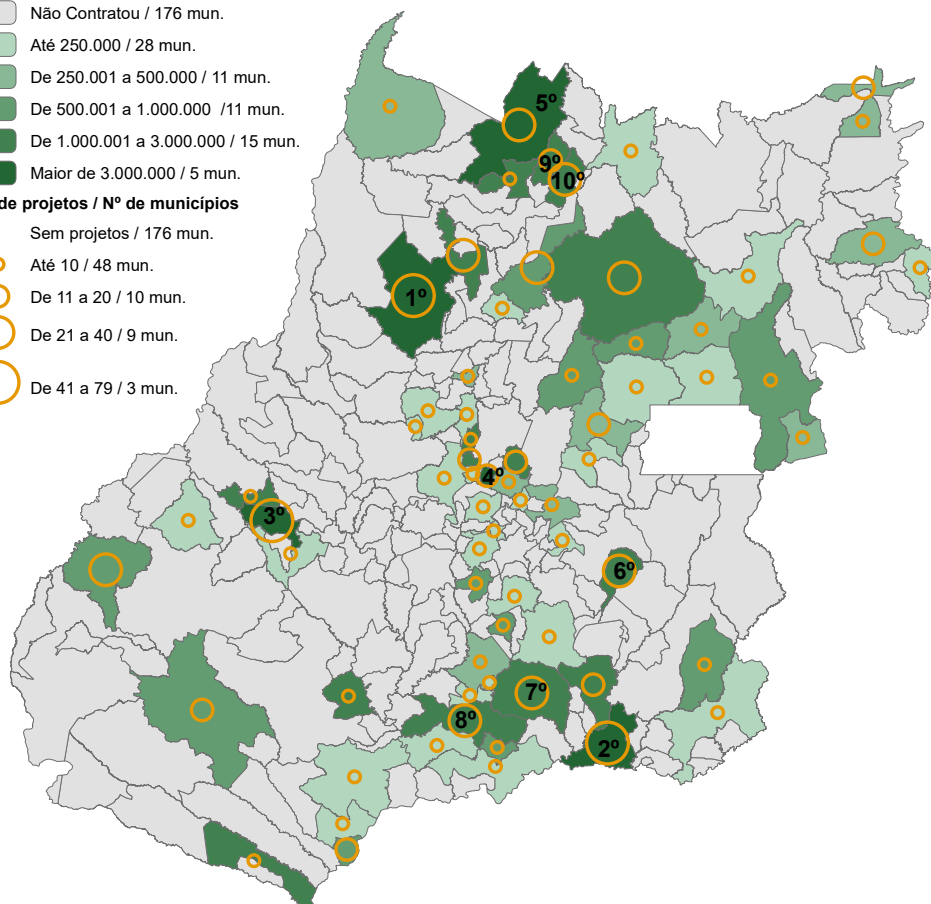 Não Contratou / 176 mun.
Até 250.000 / 28 mun.
De 250.001 a 500.000 / 11 mun.
De 500.001 a 1.000.000 /11 mun.
De 1.000.001 a 3.000.000 / 15 mun.
Maior de 3.000.000 / 5 mun.
de projetos / Nº de municípios
Sem projetos / 176 mun.
Até 10 / 48 mun.
De 11 a 20 / 10 mun.
De 21 a 40 / 9 mun.
De 41 a 79 / 3 mun.
5º
9º
10º
1º
4º
3º
6º
7º
8º
2º